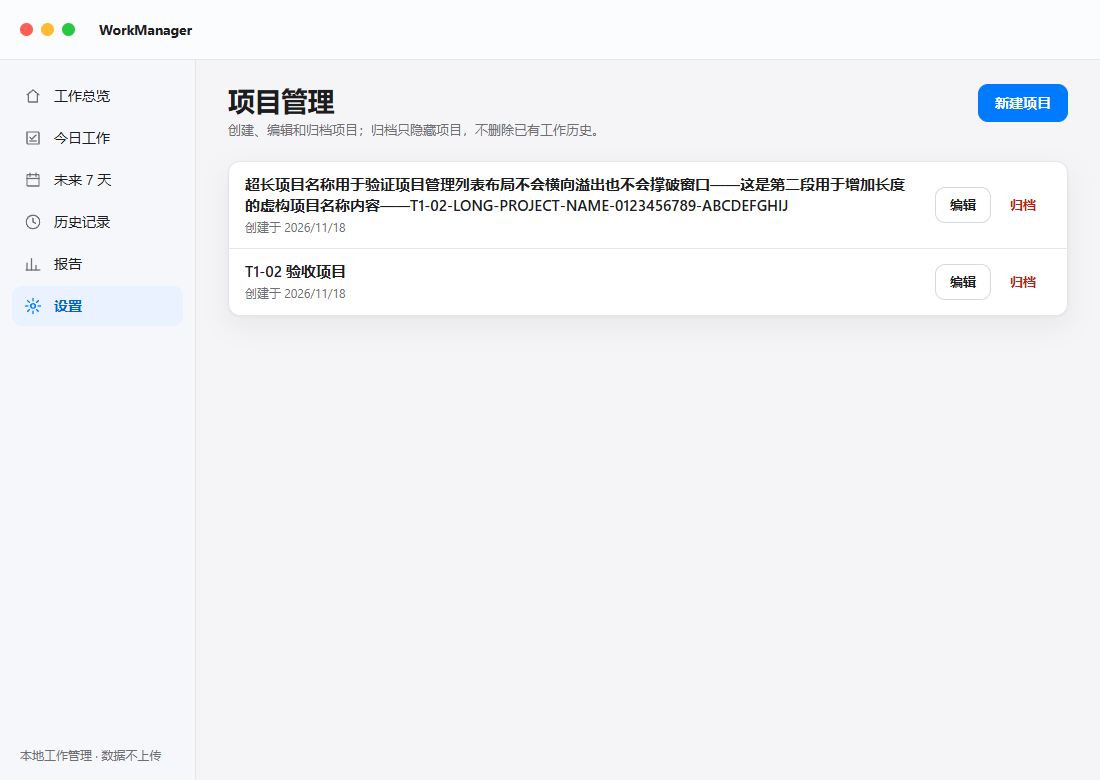 WorkManager
工作总览
今日工作
未来 7 天
历史记录
报告
设置
本地工作管理 · 数据不上传
项目管理
创建、编辑和归档项目；归档只隐藏项目，不删除已有工作历史。
新建项目
超长项目名称用于验证项目管理列表布局不会横向溢出也不会撑破窗口——这是第二段用于增加长度
的虚构项目名称内容——T1-02-LONG-PROJECT-NAME-0123456789-ABCDEFGHIJ
创建于 2026/11/18
编辑
归档
T1-02 验收项目
创建于 2026/11/18
编辑
归档